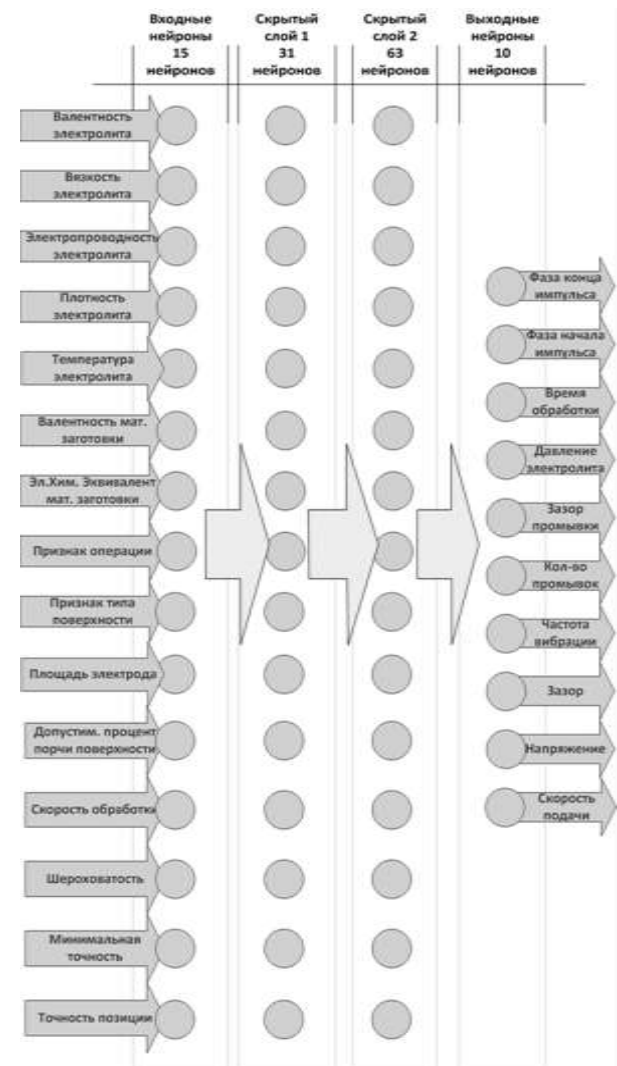 Входные
нейроны
15
нейронов
Скрытый
слой 1
31
нейронов
Скрытый
слой 2
63
нейронов
Выходные
нейроны
10
нейронов
Валентность
электролита
Вязкость
электролита
Электропроводность
электролита
Плотность
электролита
Температура
электролита
Валентность мат.
заготовки
Эл.Хим. Эквивалент
мат. заготовки
Признак операции
Признак типа
поверхности
Площадь электрода
Допустим. процент
порчи поверхности
Скорость обработки
Шероховатость
Минимальная
точность
Точность позиции
Фаза конца
импульса
Фаза начала
импульса
Время
обработки
Давление
электролита
Зазор
промывки
Кол-во
промывок
Частота
вибрации
Зазор
Напряжение
Скорость
подачи